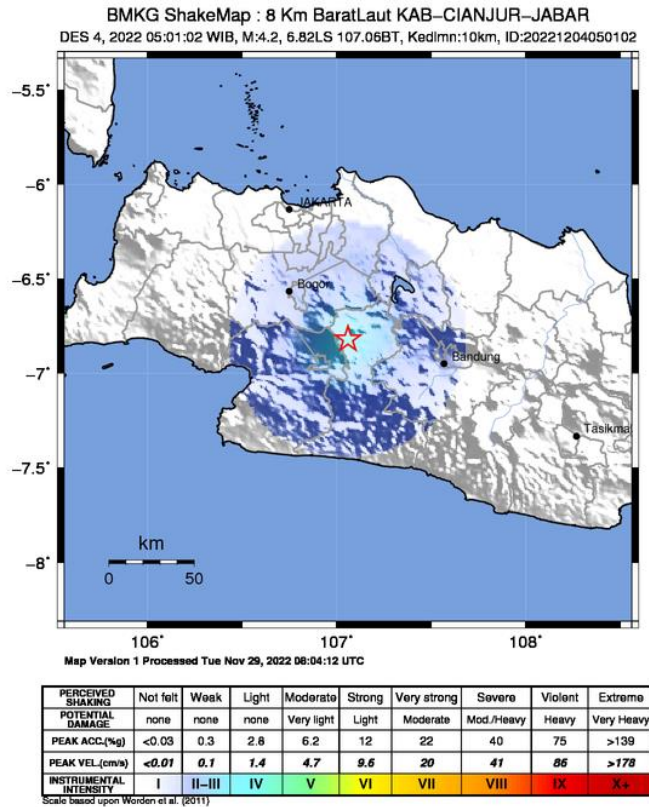 BMKG ShakeMap : 8 Km BaratLaut KAB-CIANJUR-JABAR
DES 4, 2022 05:01:02 WIB, M:4.2, 6.82LS 107.06BT, Kedlmn:10km, ID:20221204050102
-5.5°
-6°
JAKARTA
-6.5°
Bogor
Bandung
-7°
Tasikmal
-7.5°
-8°
km
0 50
106° 107° 108°
Map Version 1 Processed Tue Nov 29, 2022 08:04:12 UTC
PERCEIVED SHAKING Not felt Weak Light Moderate Strong Very strong Severe Violent Extreme
POTENTIAL DAMAGE none none none Very light Light Moderate Mod./Heavy Heavy Very Heavy
PEAK ACC.(%g) <0.03 0.3 2.8 6.2 12 22 40 75 >139
PEAK VEL.(cm/s) <0.01 0.1 1.4 4.7 9.6 20 41 86 >178
INSTRUMENTAL INTENSITY I II-III IV V VI VII VIII IX X+
Scale based upon Worden et al. (2011)